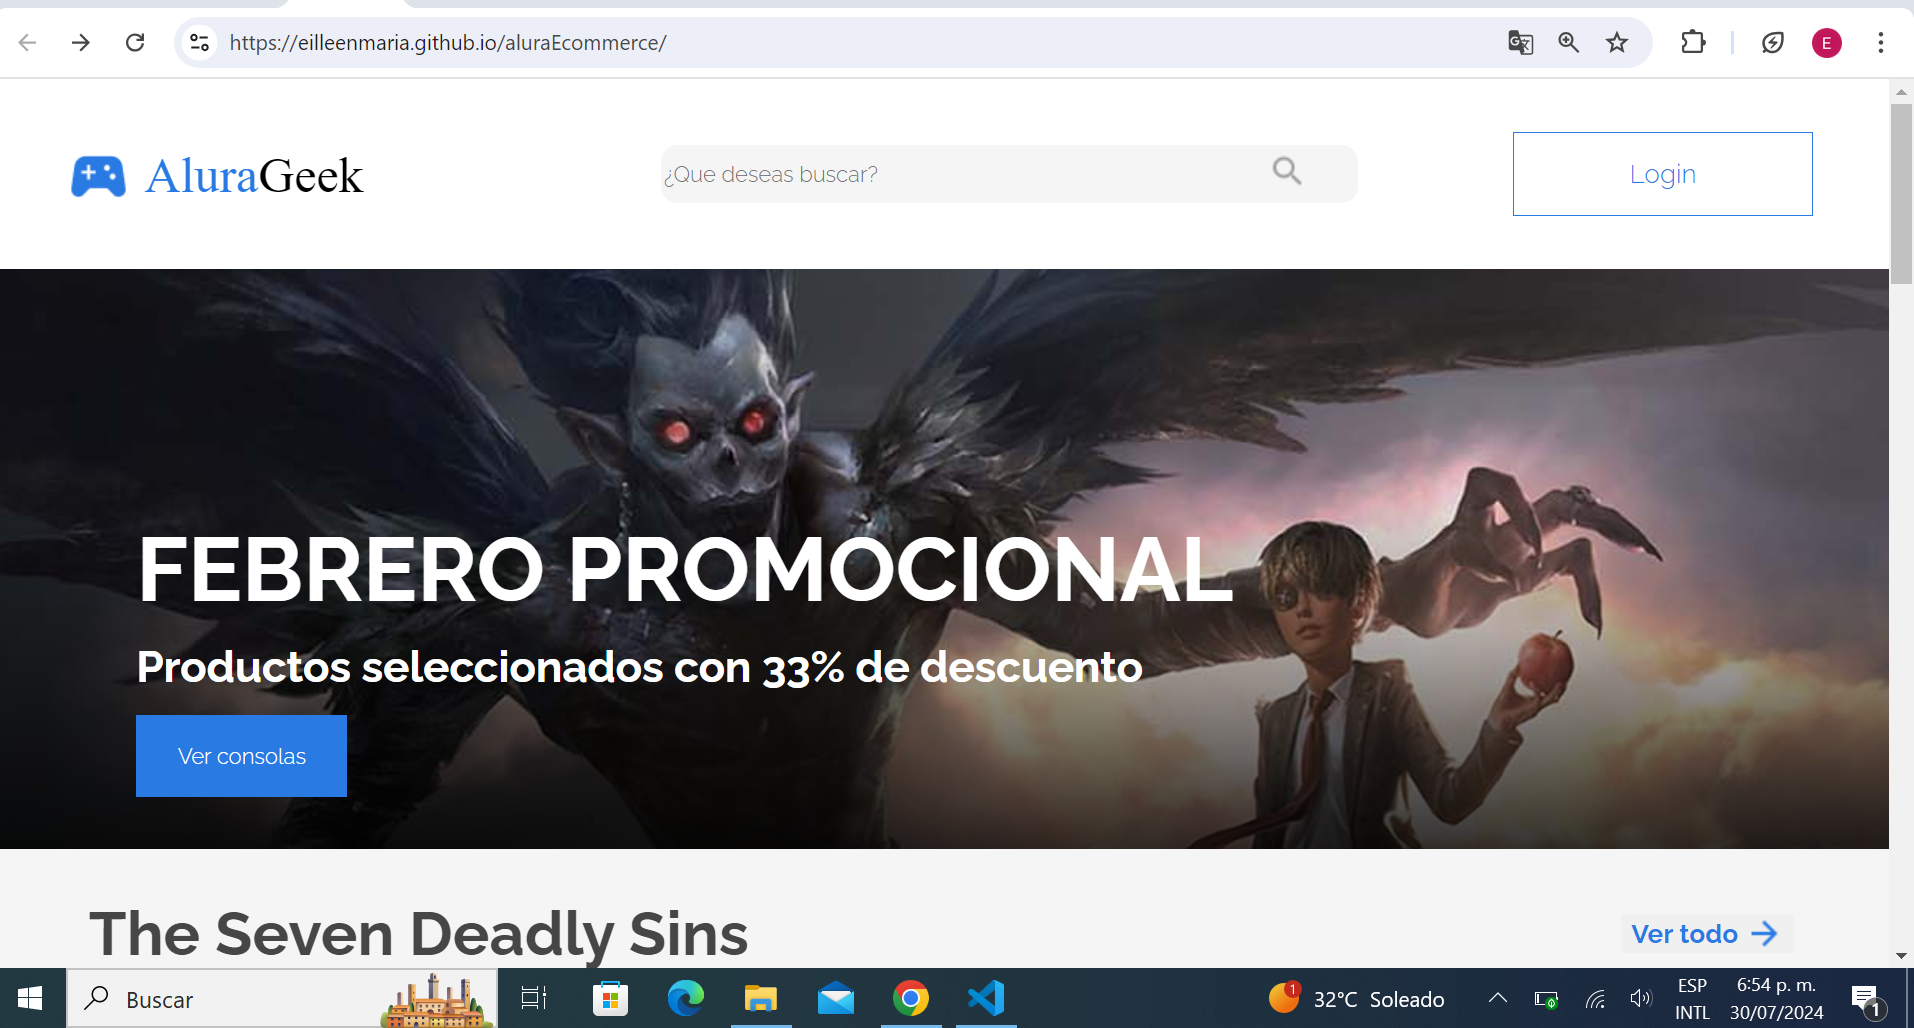 https://eilleenmaria.github.io/aluraEcommerce/
E
AluraGeek
¿Que deseas buscar?
Login
FEBRERO PROMOCIONAL
Productos seleccionados con 33% de descuento
Ver consolas
The Seven Deadly Sins
Ver todo
Buscar
1
32°C Soleado
ESP
INTL
6:54 p. m.
30/07/2024
1